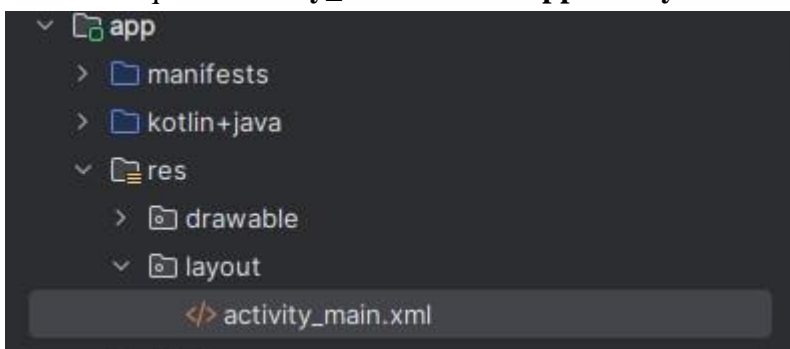 app
manifests
kotlin+java
res
drawable
layout
</> activity_main.xml